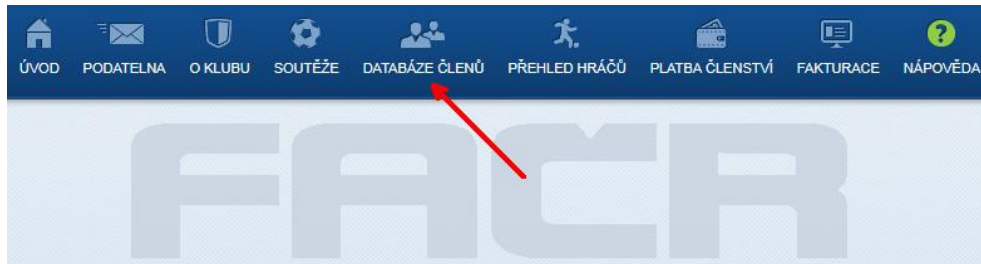 ÚVOD PODATELNA O KLUBU SOUTĚŽE DATABÁZE ČLENŮ PŘEHLED HRÁČŮ PLATBA ČLENSTVÍ FAKTURACE NÁPOVĚDA
FAČR